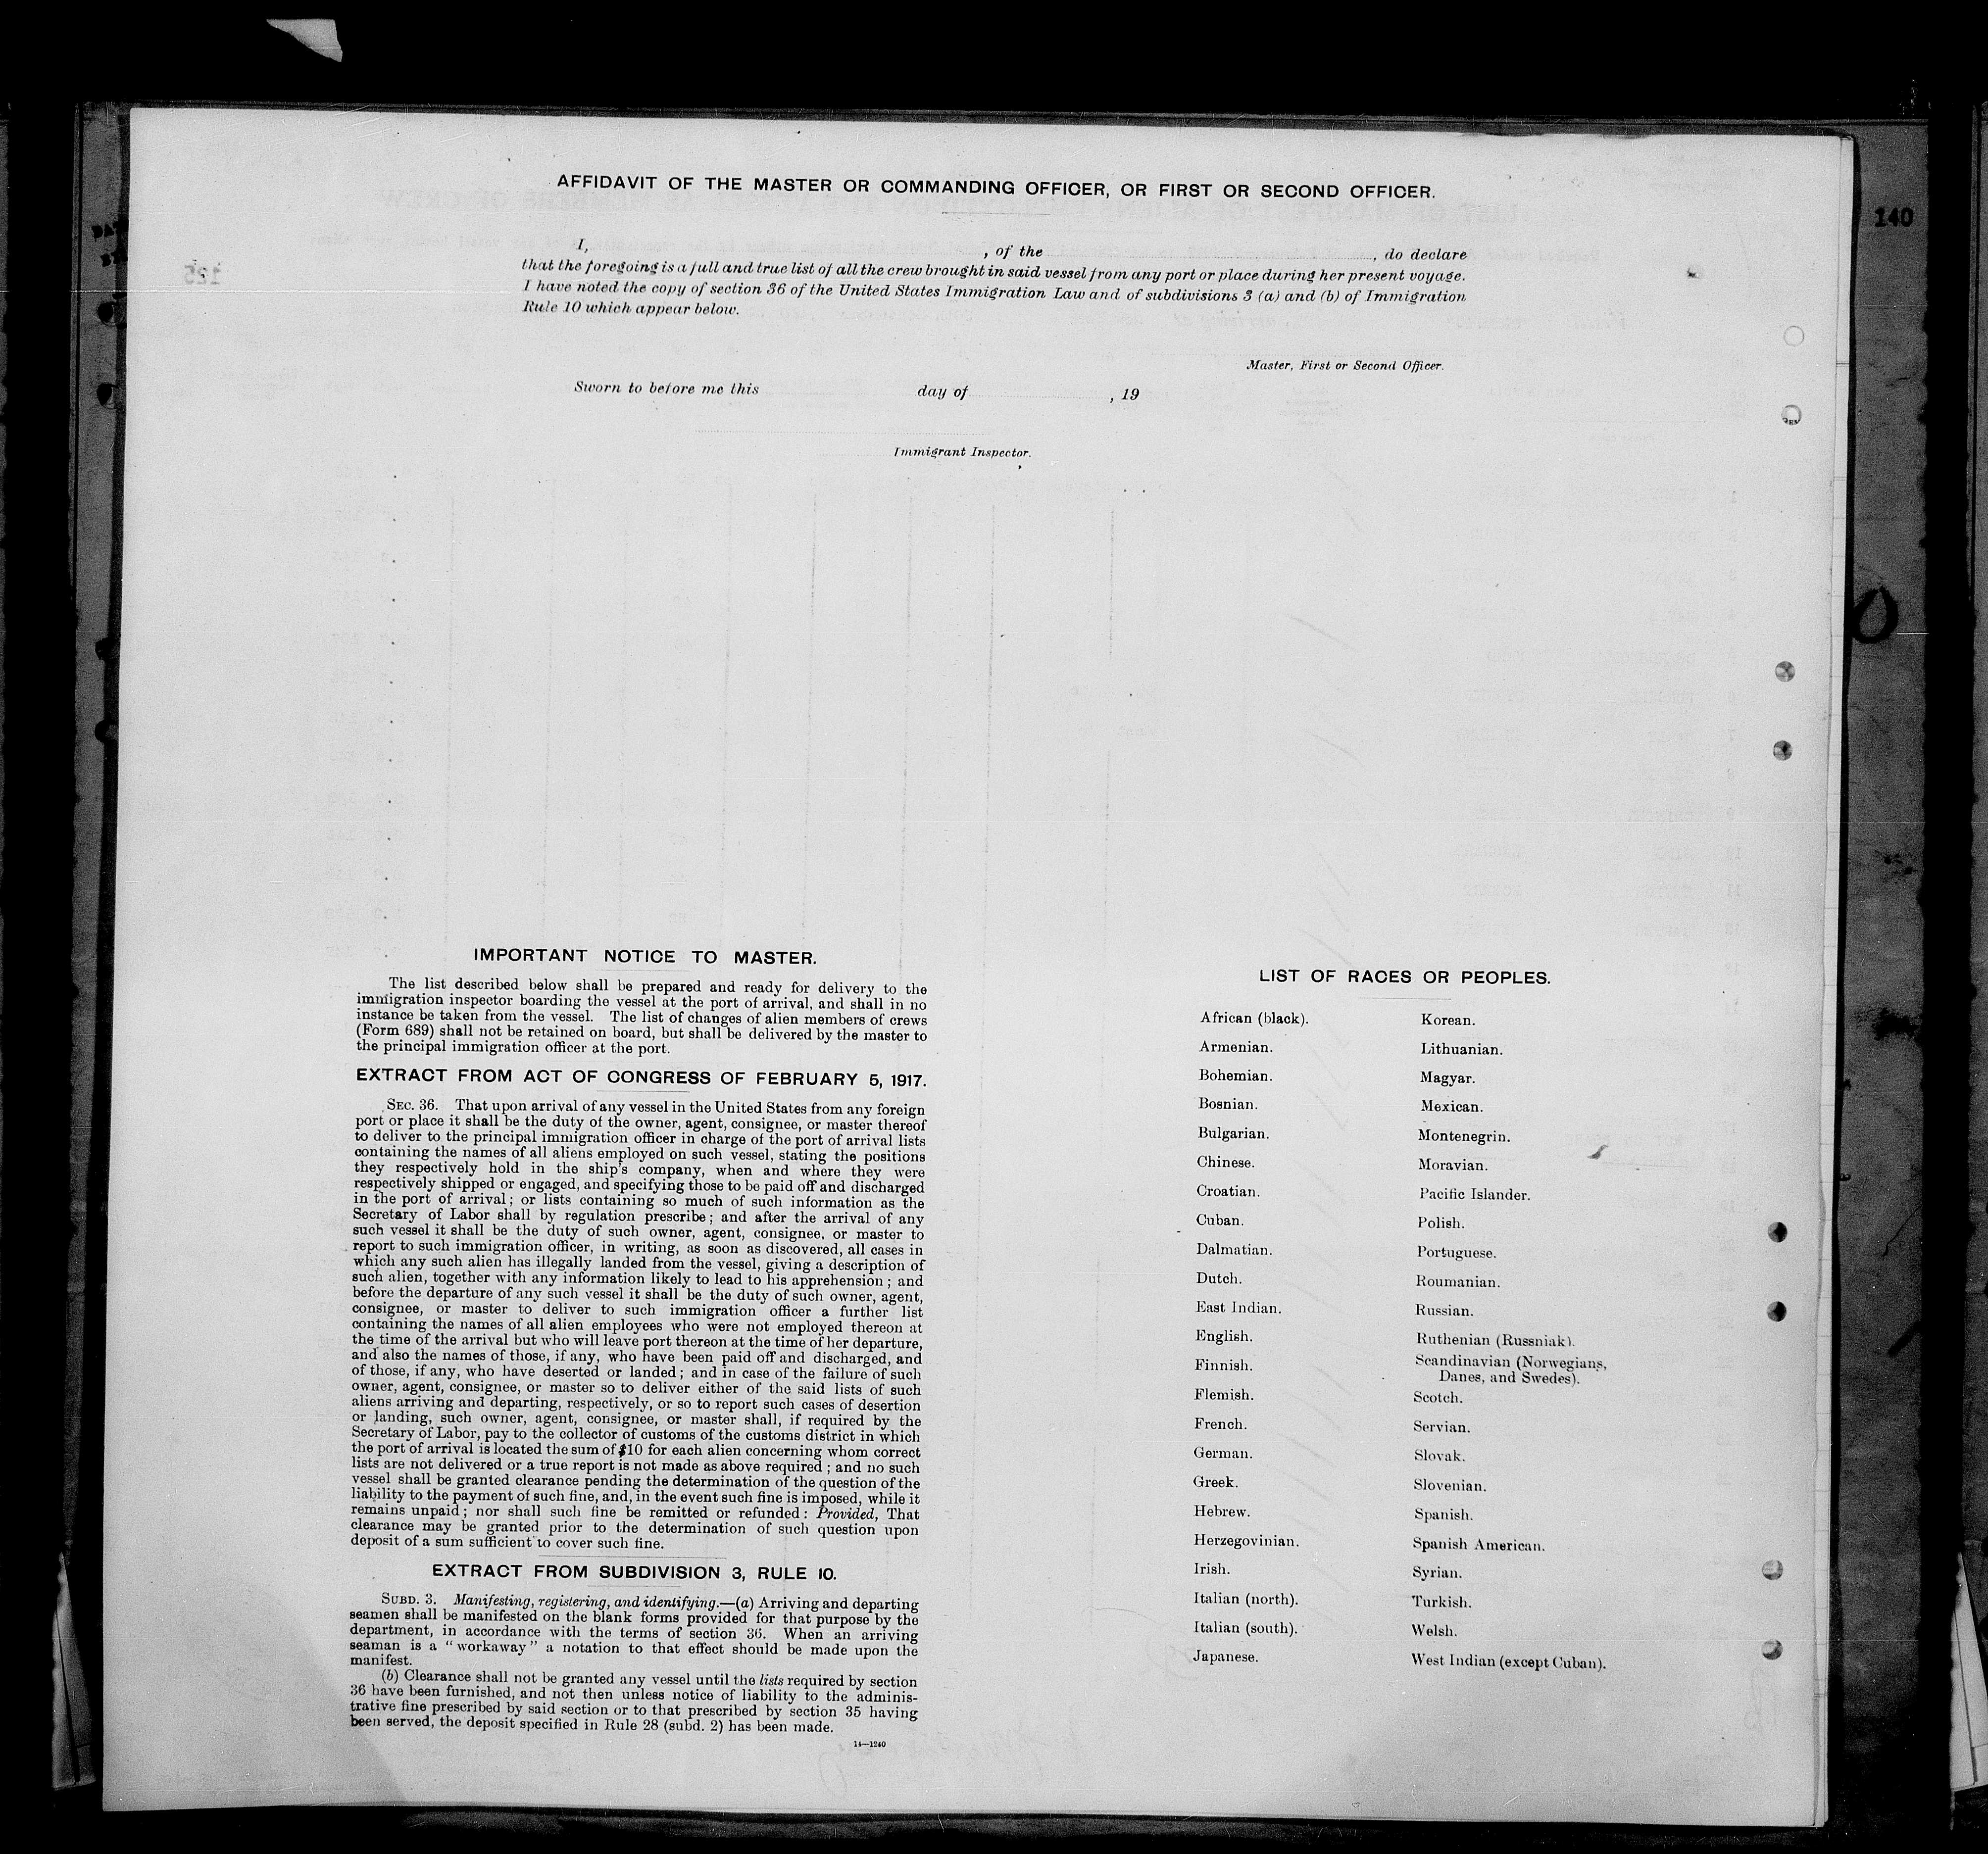 AFFIDAVIT OF THE MASTER OR COMMANDING OFFICER, OR FIRST OR SECOND OFFICER.
I, , of the , do declare
that the foregoing is a full and true list of all the crew brought in said vessel from any port or place during her present voyage.
I have noted the copy of section 36 of the United States Immigration Law and of subdivisions 3 (a) and (b) of Immigration
Rule 10 which appear below.
Master, First or Second Officer.
Sworn to before me this day of , 19
Immigrant Inspector.
140
125
IMPORTANT NOTICE TO MASTER.
The list described below shall be prepared and ready for delivery to the
immigration inspector boarding the vessel at the port of arrival, and shall in no
instance be taken from the vessel. The list of changes of alien members of crews
(Form 689) shall not be retained on board, but shall be delivered by the master to
the principal immigration officer at the port.
EXTRACT FROM ACT OF CONGRESS OF FEBRUARY 5, 1917.
SEC. 36. That upon arrival of any vessel in the United States from any foreign
port or place it shall be the duty of the owner, agent, consignee, or master thereof
to deliver to the principal immigration officer in charge of the port of arrival lists
containing the names of all aliens employed on such vessel, stating the positions
they respectively hold in the ship's company, when and where they were
respectively shipped or engaged, and specifying those to be paid off and discharged
in the port of arrival; or lists containing so much of such information as the
Secretary of Labor shall by regulation prescribe; and after the arrival of any
such vessel it shall be the duty of such owner, agent, consignee, or master to
report to such immigration officer, in writing, as soon as discovered, all cases in
which any such alien has illegally landed from the vessel, giving a description of
such alien, together with any information likely to lead to his apprehension; and
before the departure of any such vessel it shall be the duty of such owner, agent,
consignee, or master to deliver to such immigration officer a further list
containing the names of all alien employees who were not employed thereon at
the time of the arrival but who will leave port thereon at the time of her departure,
and also the names of those, if any, who have been paid off and discharged, and
of those, if any, who have deserted or landed; and in case of the failure of such
owner, agent, consignee, or master so to deliver either of the said lists of such
aliens arriving and departing, respectively, or so to report such cases of desertion
or landing, such owner, agent, consignee, or master shall, if required by the
Secretary of Labor, pay to the collector of customs of the customs district in which
the port of arrival is located the sum of $10 for each alien concerning whom correct
lists are not delivered or a true report is not made as above required; and no such
vessel shall be granted clearance pending the determination of the question of the
liability to the payment of such fine, and, in the event such fine is imposed, while it
remains unpaid; nor shall such fine be remitted or refunded: Provided, That
clearance may be granted prior to the determination of such question upon
deposit of a sum sufficient to cover such fine.
EXTRACT FROM SUBDIVISION 3, RULE 10.
SUBD. 3. Manifesting, registering, and identifying.—(a) Arriving and departing
seamen shall be manifested on the blank forms provided for that purpose by the
department, in accordance with the terms of section 36. When an arriving
seaman is a "workaway" a notation to that effect should be made upon the
manifest.
(b) Clearance shall not be granted any vessel until the lists required by section
36 have been furnished, and not then unless notice of liability to the adminis-
trative fine prescribed by said section or to that prescribed by section 35 having
been served, the deposit specified in Rule 28 (subd. 2) has been made.
14—1240
LIST OF RACES OR PEOPLES.
African (black).
Armenian.
Bohemian.
Bosnian.
Bulgarian.
Chinese.
Croatian.
Cuban.
Dalmatian.
Dutch.
East Indian.
English.
Finnish.
Flemish.
French.
German.
Greek.
Hebrew.
Herzegovinian.
Irish.
Italian (north).
Italian (south).
Japanese.
Korean.
Lithuanian.
Magyar.
Mexican.
Montenegrin.
Moravian.
Pacific Islander.
Polish.
Portuguese.
Roumanian.
Russian.
Ruthenian (Russniak).
Scandinavian (Norwegians,
Danes, and Swedes).
Scotch.
Servian.
Slovak.
Slovenian.
Spanish.
Spanish American.
Syrian.
Turkish.
Welsh.
West Indian (except Cuban).